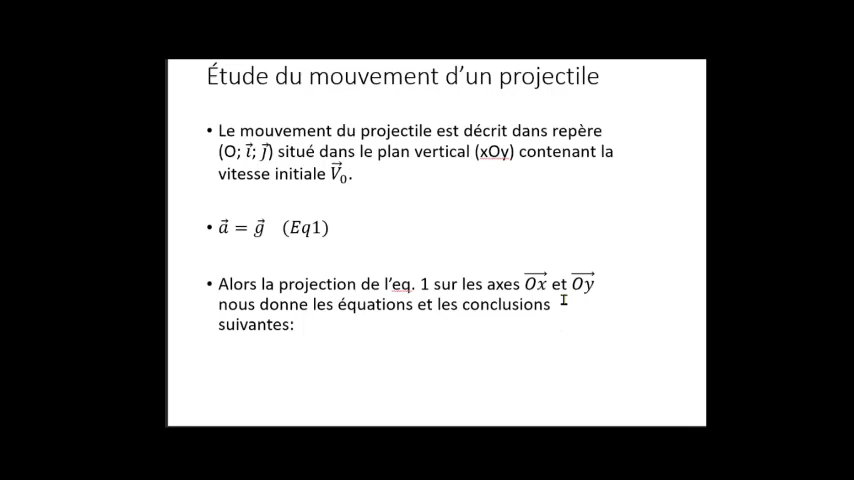 Étude du mouvement d’un projectile
• Le mouvement du projectile est décrit dans repère
(O; i⃗; j⃗) situé dans le plan vertical (xOy) contenant la
vitesse initiale V⃗₀.
• a⃗ = g⃗ (Eq1)
• Alors la projection de l’eq. 1 sur les axes O͞x⃗ et O͞y⃗
nous donne les équations et les conclusions
suivantes: